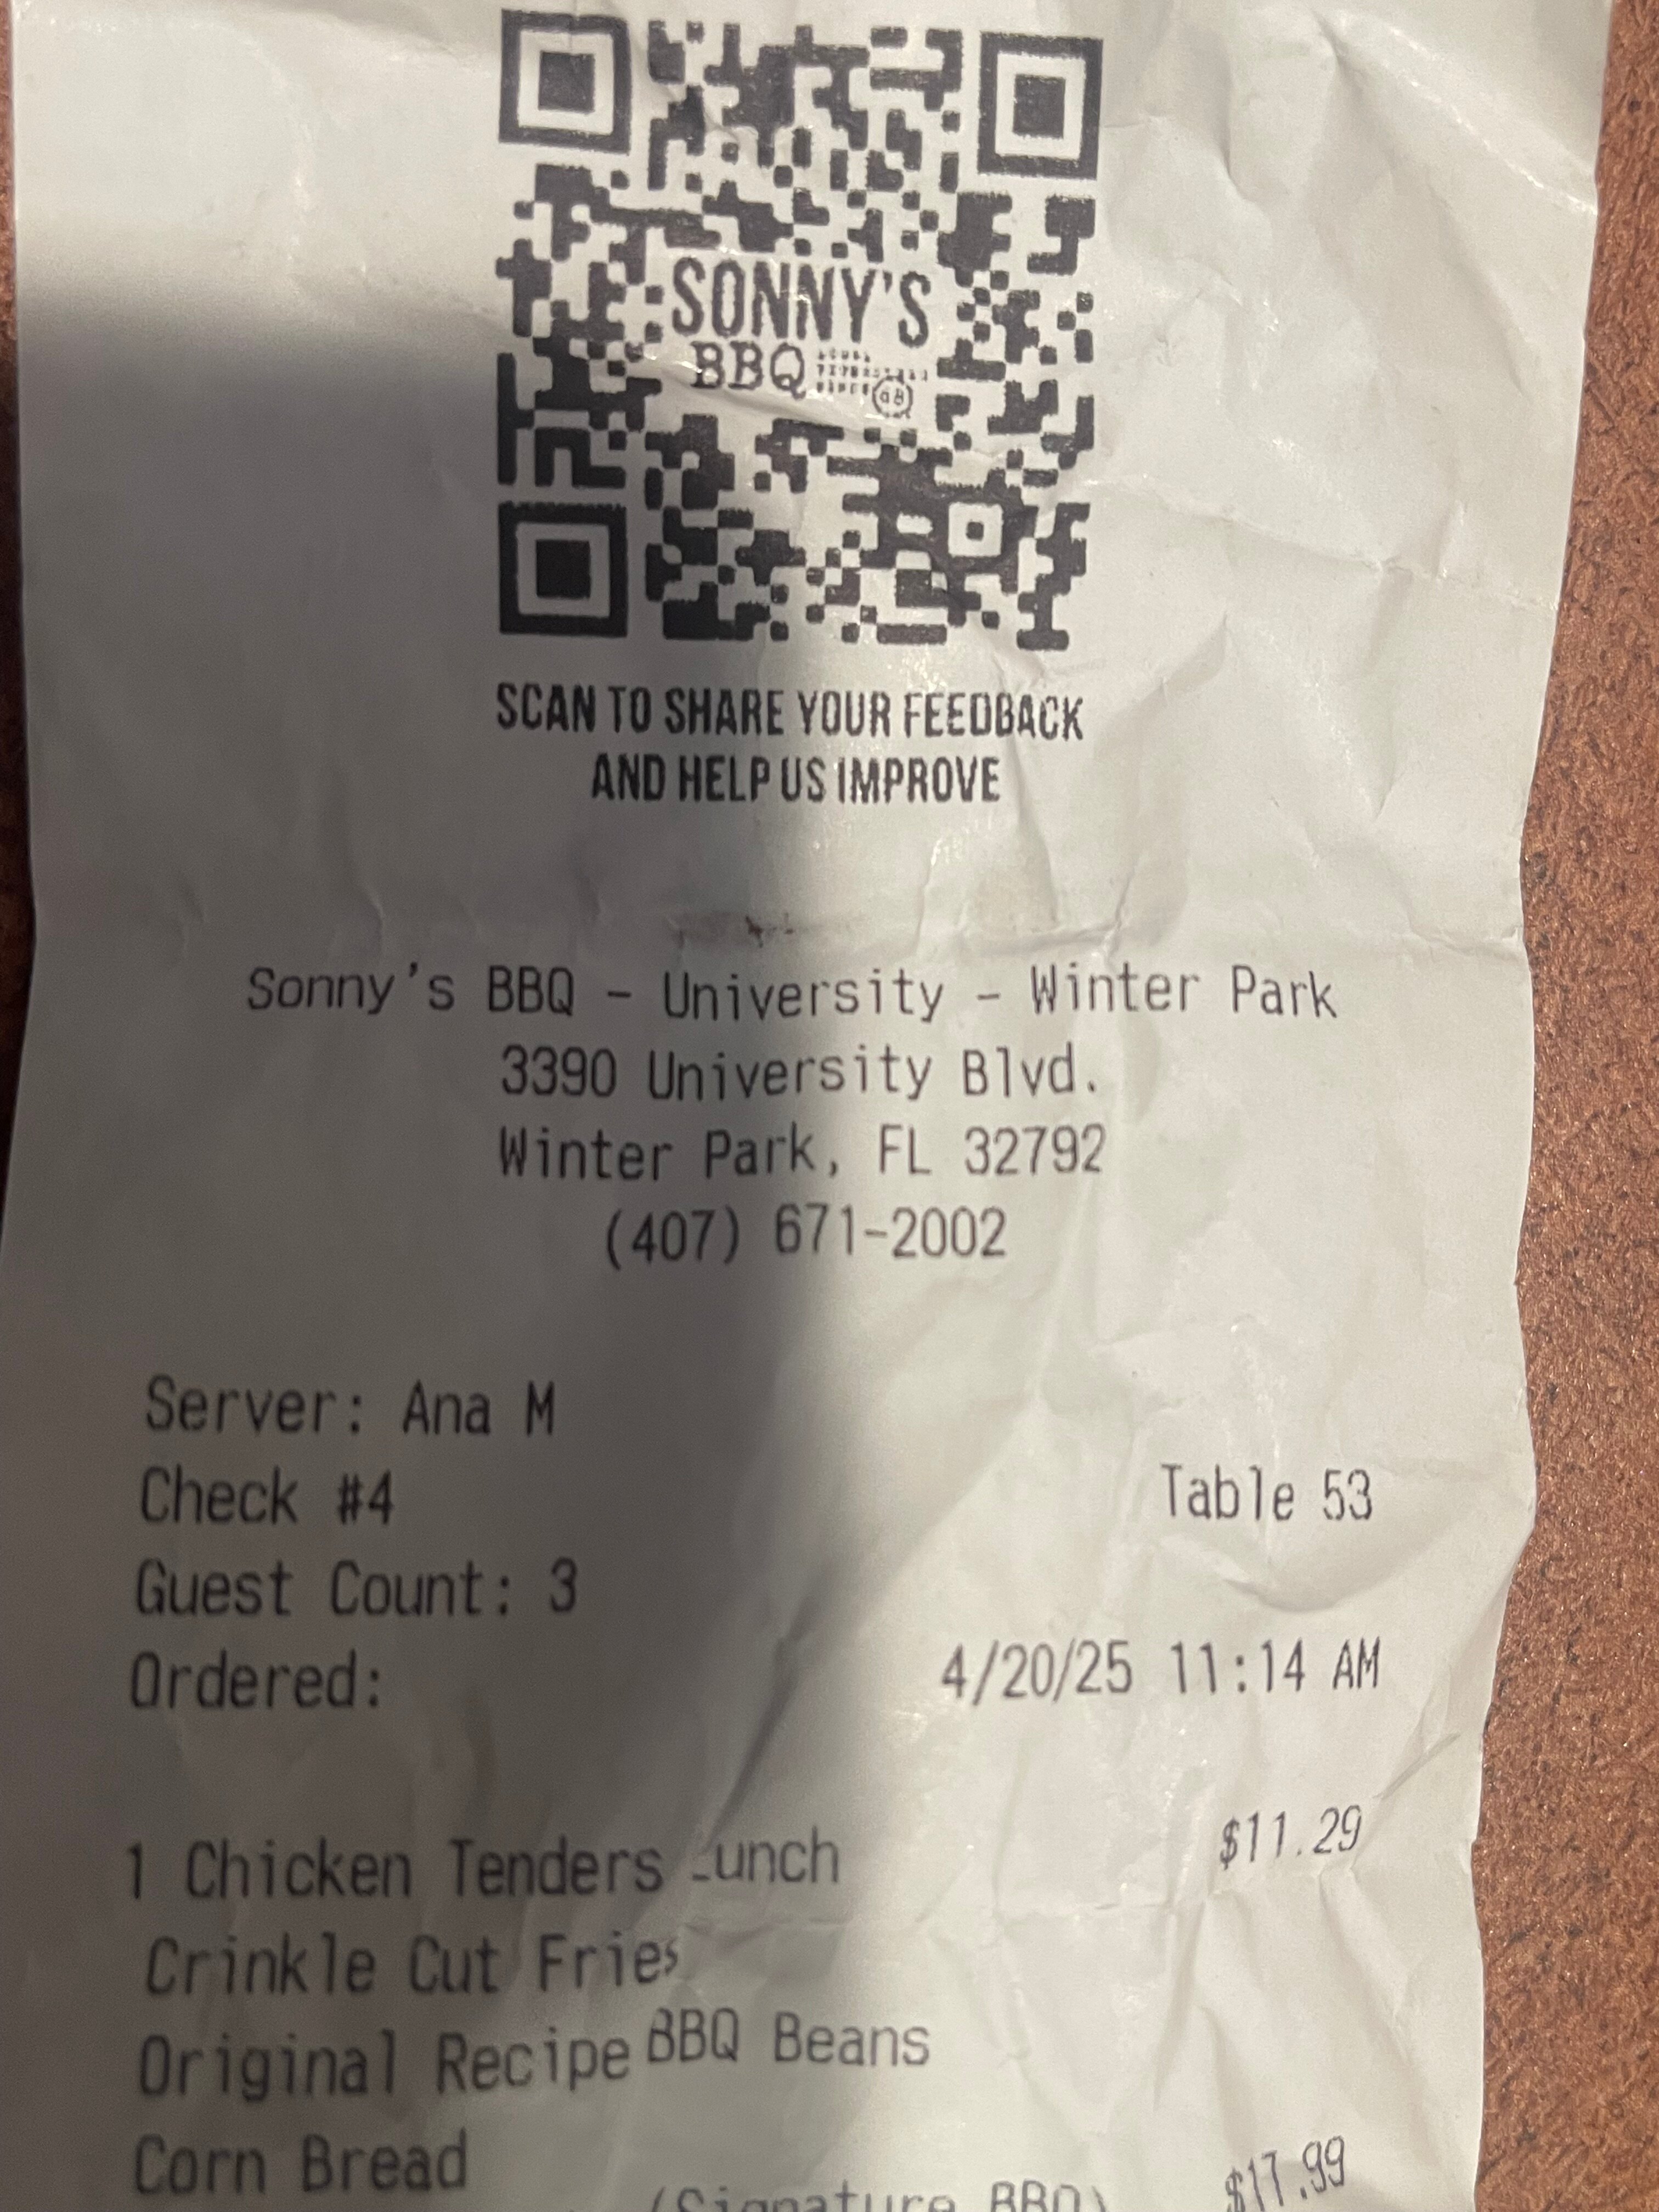 SONNY'S
BBQ
SCAN TO SHARE YOUR FEEDBACK
AND HELP US IMPROVE
Sonny's BBQ - University - Winter Park
3390 University Blvd.
Winter Park, FL 32792
(407) 671-2002
Server: Ana M
Check #4
Table 53
Guest Count: 3
Ordered: 4/20/25 11:14 AM
1 Chicken Tenders Lunch $11.29
Crinkle Cut Fries
Original Recipe BBQ Beans
Corn Bread
(Signature BBQ) $17.99